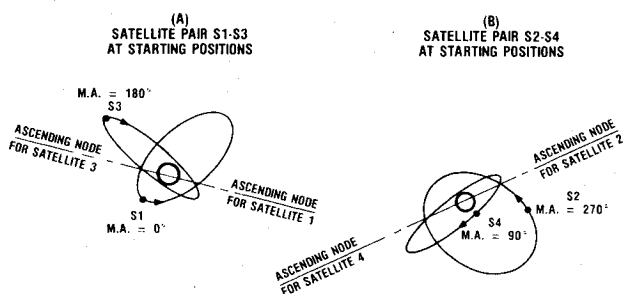 (A)
SATELLITE PAIR S1-S3
AT STARTING POSITIONS
M.A. = 180°
S3
ASCENDING NODE
FOR SATELLITE 3
ASCENDING NODE
FOR SATELLITE 1
S1
M.A. = 0°
(B)
SATELLITE PAIR S2-S4
AT STARTING POSITIONS
ASCENDING NODE
FOR SATELLITE 2
S2
M.A. = 270°
S4
M.A. = 90°
ASCENDING NODE
FOR SATELLITE 4